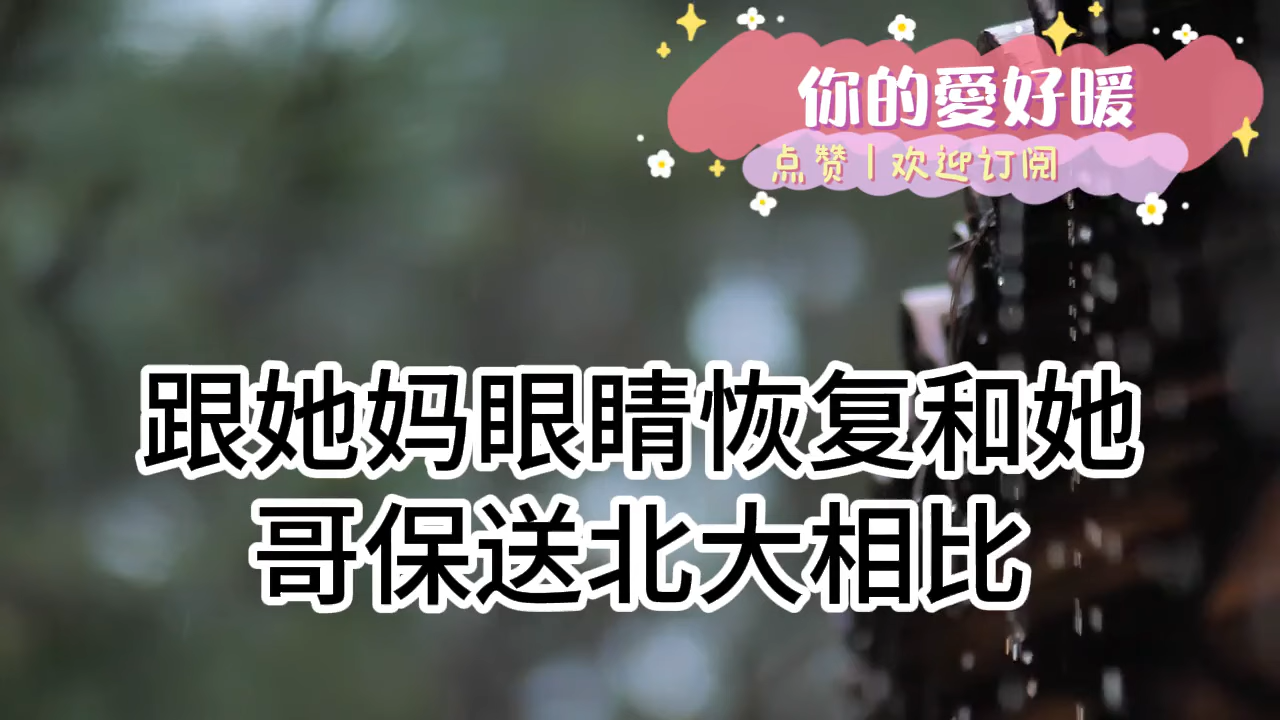 你的愛好暖
点赞 | 欢迎订阅
跟她妈眼睛恢复和她
哥保送北大相比